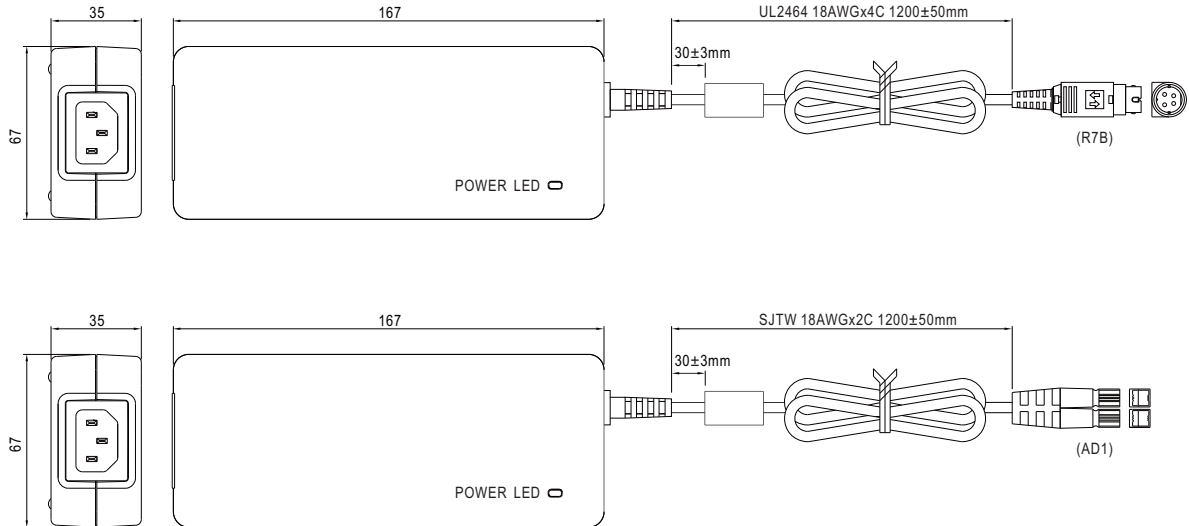 35
167
UL2464 18AWGx4C 1200±50mm
30±3mm
67
POWER LED
(R7B)
35
167
SJTW 18AWGx2C 1200±50mm
30±3mm
67
POWER LED
(AD1)